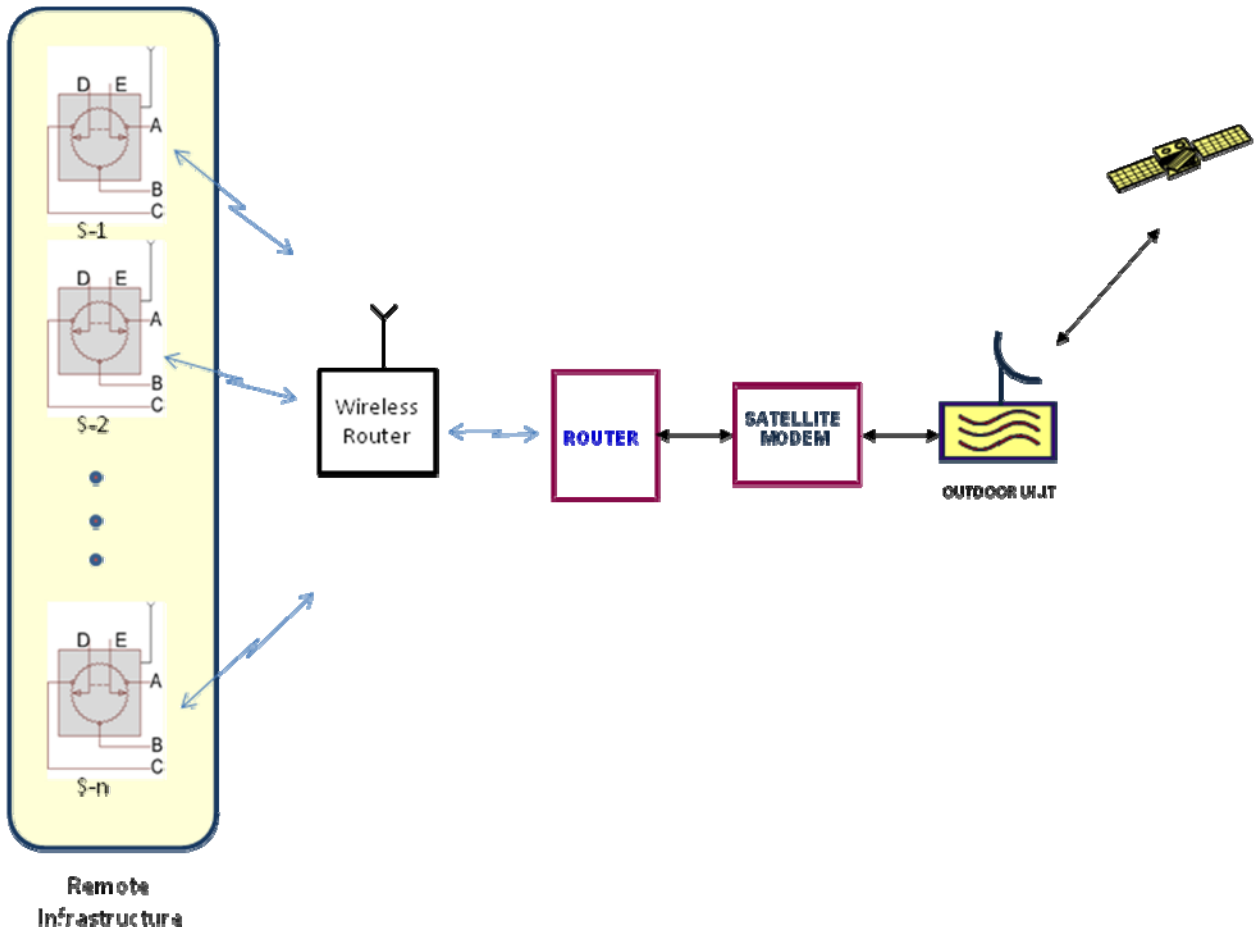 D E
A
B
C
S-1
D E
A
B
C
S-2
D E
A
B
C
S-n
Remote
Infrastructure
Wireless
Router
ROUTER
SATELLITE
MODEM
OUTDOOR UNIT